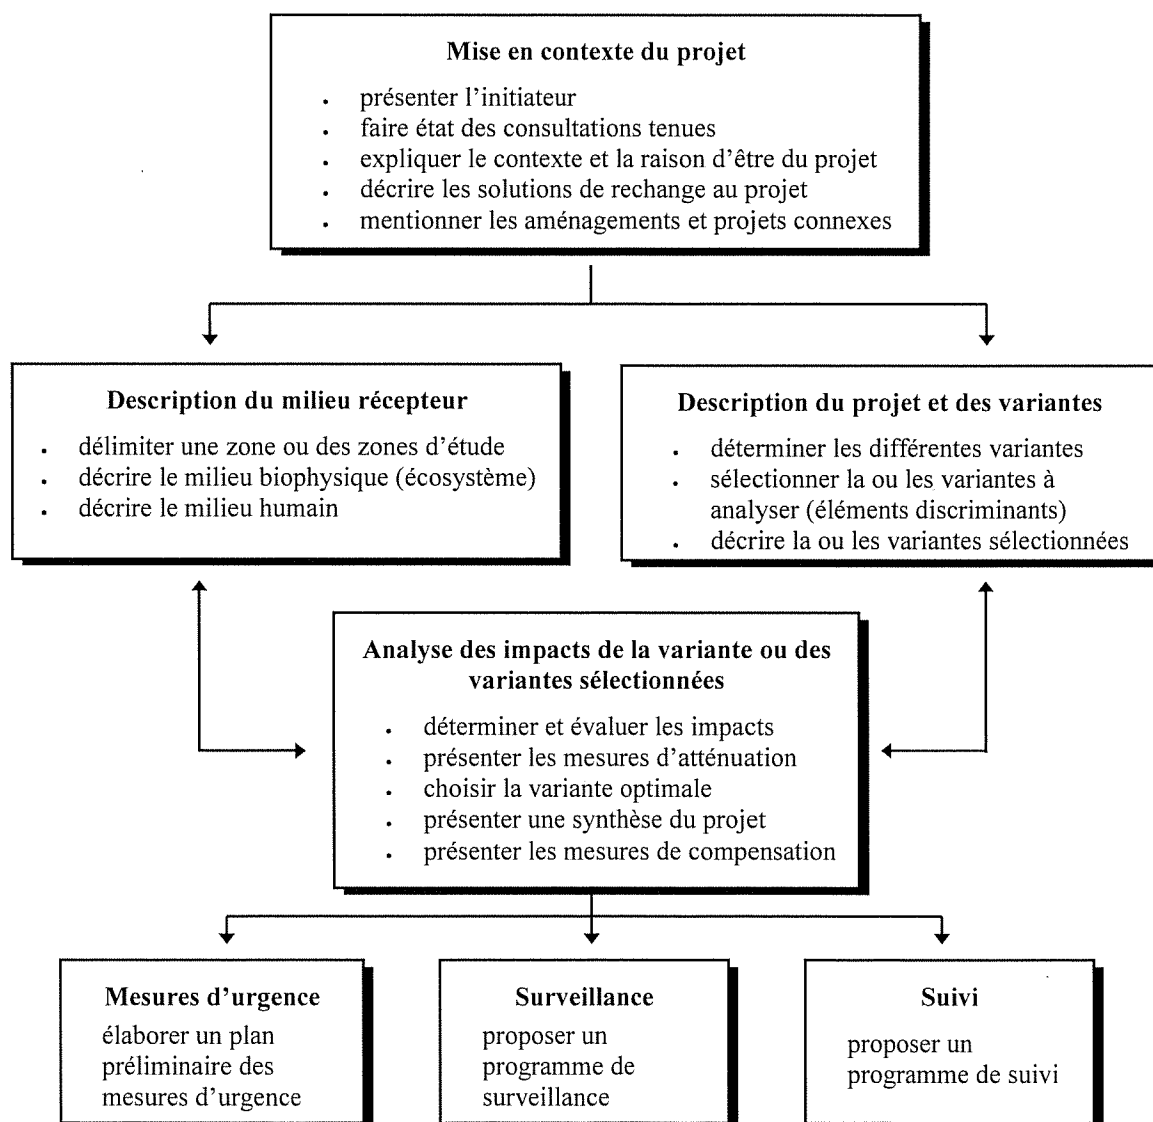 Mise en contexte du projet
• présenter l'initiateur
• faire état des consultations tenues
• expliquer le contexte et la raison d'être du projet
• décrire les solutions de rechange au projet
• mentionner les aménagements et projets connexes
Description du milieu récepteur
• délimiter une zone ou des zones d'étude
• décrire le milieu biophysique (écosystème)
• décrire le milieu humain
Description du projet et des variantes
• déterminer les différentes variantes
• sélectionner la ou les variantes à
analyser (éléments discriminants)
• décrire la ou les variantes sélectionnées
Analyse des impacts de la variante ou des
variantes sélectionnées
• déterminer et évaluer les impacts
• présenter les mesures d'atténuation
• choisir la variante optimale
• présenter une synthèse du projet
• présenter les mesures de compensation
Mesures d'urgence
élaborer un plan
préliminaire des
mesures d'urgence
Surveillance
proposer un
programme de
surveillance
Suivi
proposer un
programme de suivi